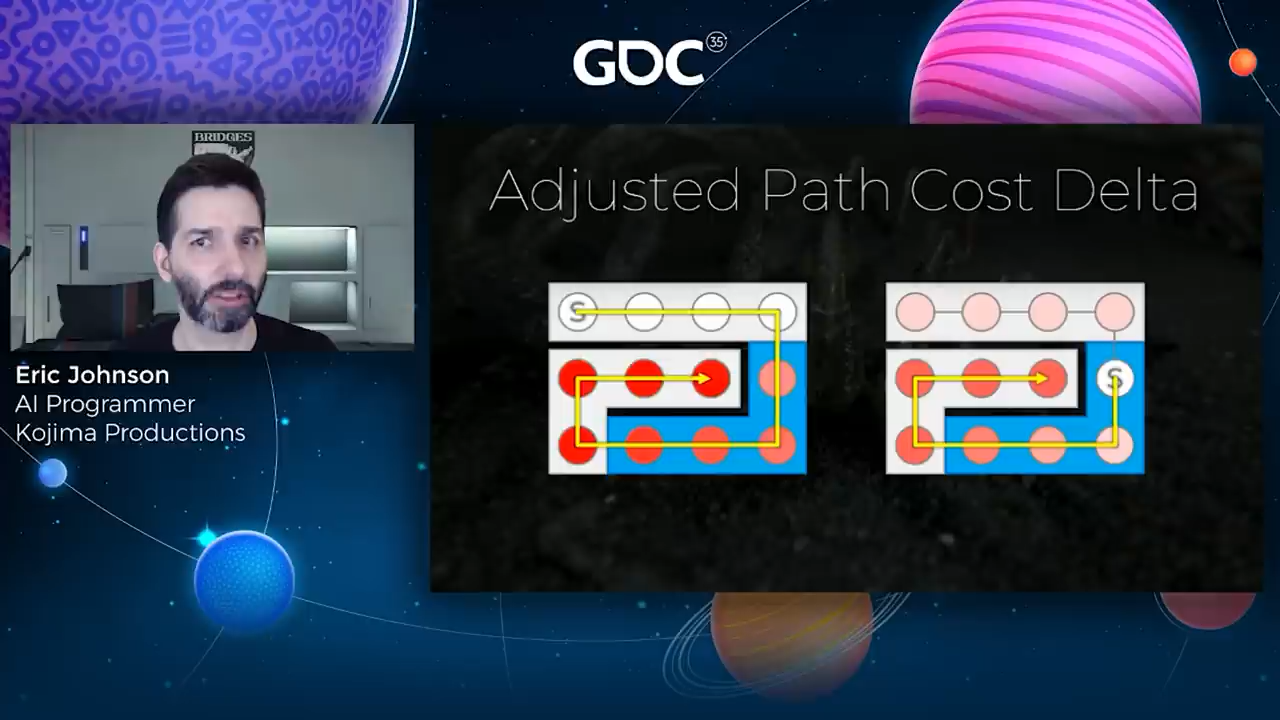 GDC 35
BRIDGES
Adjusted Path Cost Delta
S
S
Eric Johnson
AI Programmer
Kojima Productions